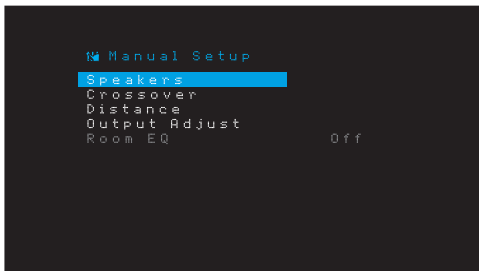 Manual Setup
Speakers
Crossover
Distance
Output Adjust
Room EQ Off